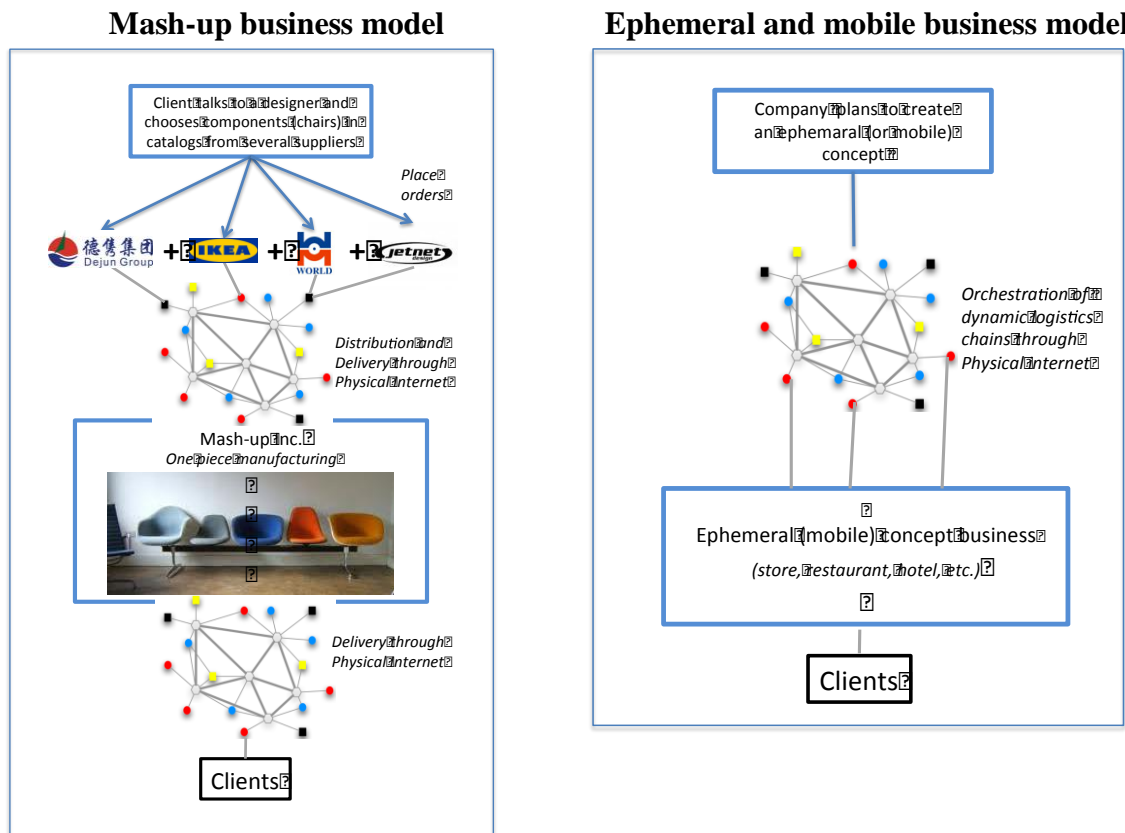 Mash-up business model
Client talks to a designer and
chooses components (chairs) in
catalogs from several suppliers
Place
orders
德隽集团
Dejun Group
+
IKEA
+
WORLD
+
jetnet
design
Distribution and
Delivery through
Physical Internet
Mash-up Inc.
One piece manufacturing
Delivery through
Physical Internet
Clients
Ephemeral and mobile business model
Company plans to create
an ephemaral (or mobile)
concept
Orchestration of
dynamic logistics
chains through
Physical Internet
Ephemeral (mobile) concept business
(store, restaurant, hotel, etc.)
Clients